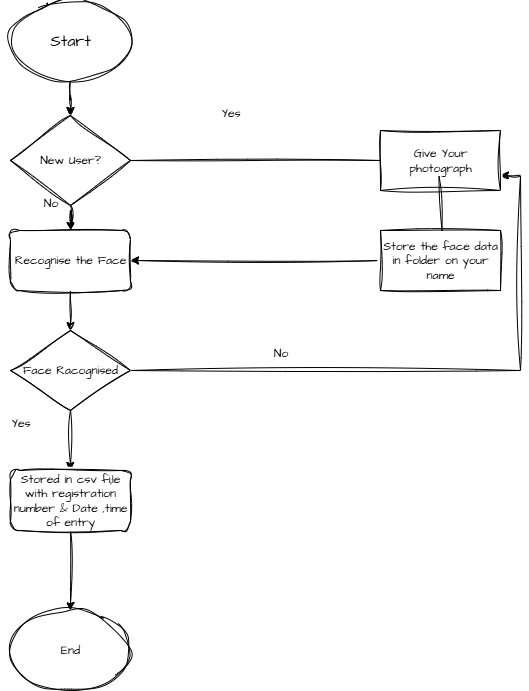 Start
Yes
New User?
Give Your
photograph
No
Recognise the Face
Store the face data
in folder on your
name
No
Face Racognised
Yes
Stored in csv file
with registration
number & Date ,time
of entry
End